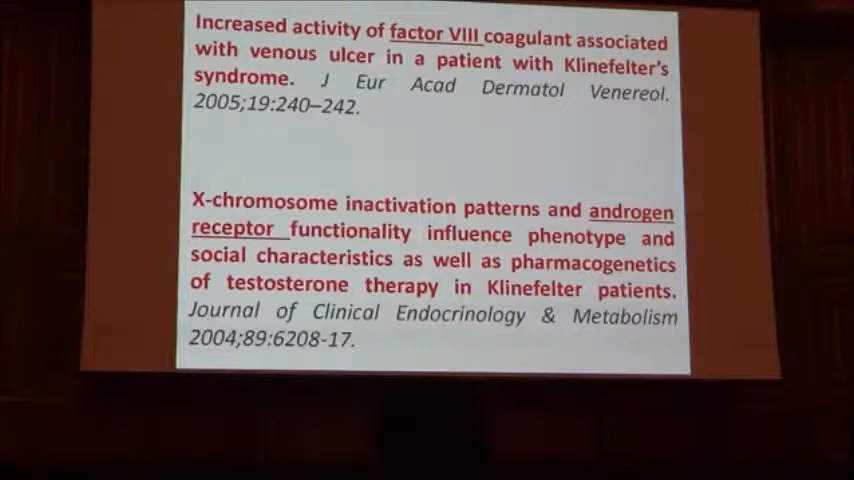 Increased activity of factor VIII coagulant associated
with venous ulcer in a patient with Klinefelter's
syndrome. J Eur Acad Dermatol Venereol.
2005;19:240–242.
X-chromosome inactivation patterns and androgen
receptor functionality influence phenotype and
social characteristics as well as pharmacogenetics
of testosterone therapy in Klinefelter patients.
Journal of Clinical Endocrinology & Metabolism
2004;89:6208-17.